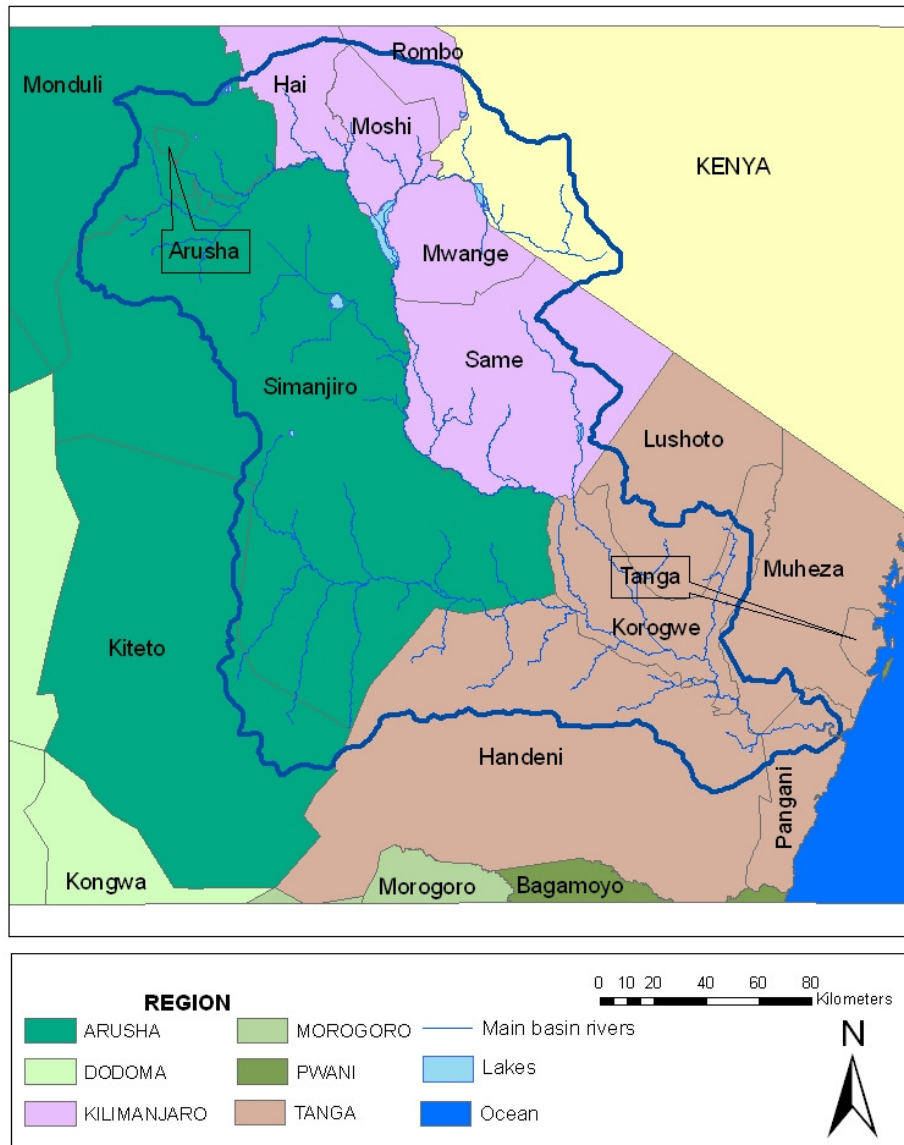 Rombo
Monduli
Hai
Moshi
KENYA
Arusha
Mwange
Same
Simanjiro
Lushoto
Tanga
Muheza
Korogwe
Kiteto
Handeni
Pangani
Kongwa
Morogoro
Bagamoyo
REGION
0 10 20 40 60 80
Kilometers
ARUSHA
MOROGORO
Main basin rivers
N
DODOMA
PWANI
Lakes
KILIMANJARO
TANGA
Ocean